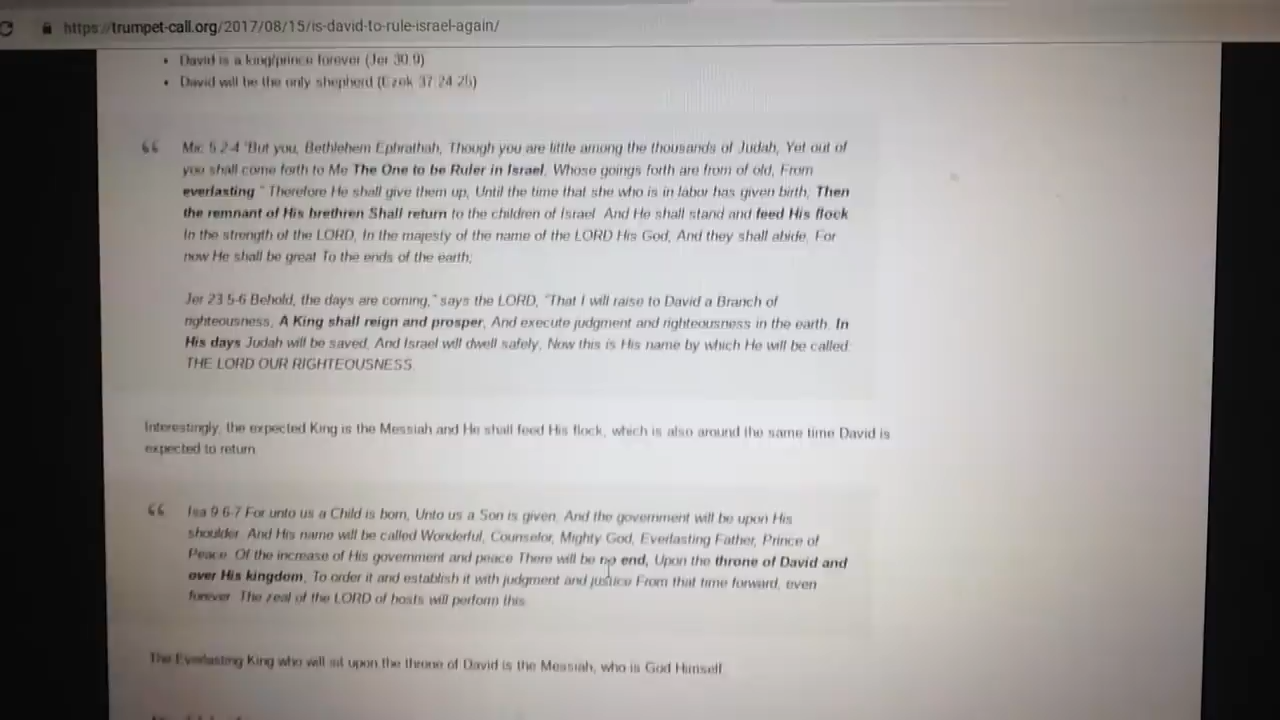 https://trumpet-call.org/2017/08/15/is-david-to-rule-israel-again/
• David is a king/prince forever (Jer 30:9)
• David will be the only shepherd (Ezek 37:24-25)
Mic 5:2-4 "But you, Bethlehem Ephrathah, Though you are little among the thousands of Judah, Yet out of
you shall come forth to Me The One to be Ruler in Israel, Whose goings forth are from of old, From
everlasting." Therefore He shall give them up, Until the time that she who is in labor has given birth; Then
the remnant of His brethren Shall return to the children of Israel. And He shall stand and feed His flock
In the strength of the LORD, In the majesty of the name of the LORD His God; And they shall abide, For
now He shall be great To the ends of the earth;
Jer 23:5-6 Behold, the days are coming," says the LORD, "That I will raise to David a Branch of
righteousness; A King shall reign and prosper, And execute judgment and righteousness in the earth. In
His days Judah will be saved, And Israel will dwell safely; Now this is His name by which He will be called:
THE LORD OUR RIGHTEOUSNESS.
Interestingly, the expected King is the Messiah and He shall feed His flock, which is also around the same time David is
expected to return.
Isa 9:6-7 For unto us a Child is born, Unto us a Son is given; And the government will be upon His
shoulder. And His name will be called Wonderful, Counselor, Mighty God, Everlasting Father, Prince of
Peace. Of the increase of His government and peace There will be no end, Upon the throne of David and
over His kingdom, To order it and establish it with judgment and justice From that time forward, even
forever. The zeal of the LORD of hosts will perform this.
The Everlasting King who will sit upon the throne of David is the Messiah, who is God Himself.